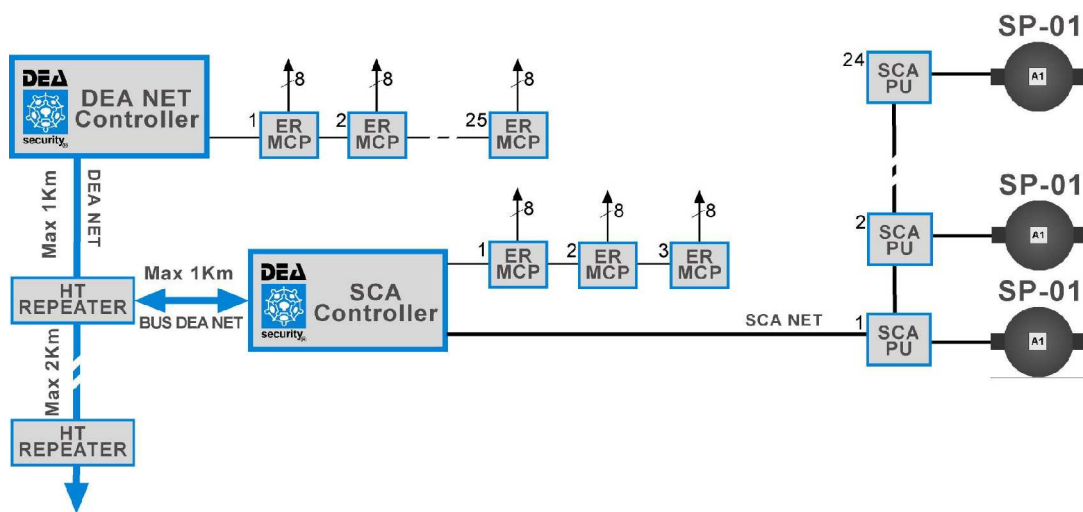 SP-01
24
SCA
PU
A1
DEA
security®
DEA NET
Controller
8
8
8
1
ER
MCP
2
ER
MCP
25
ER
MCP
Max 1Km
DEA NET
SP-01
2
SCA
PU
A1
8
8
8
1
ER
MCP
2
ER
MCP
3
ER
MCP
HT
REPEATER
Max 1Km
BUS DEA NET
DEA
security®
SCA
Controller
SCA NET
SP-01
1
SCA
PU
A1
Max 2Km
HT
REPEATER